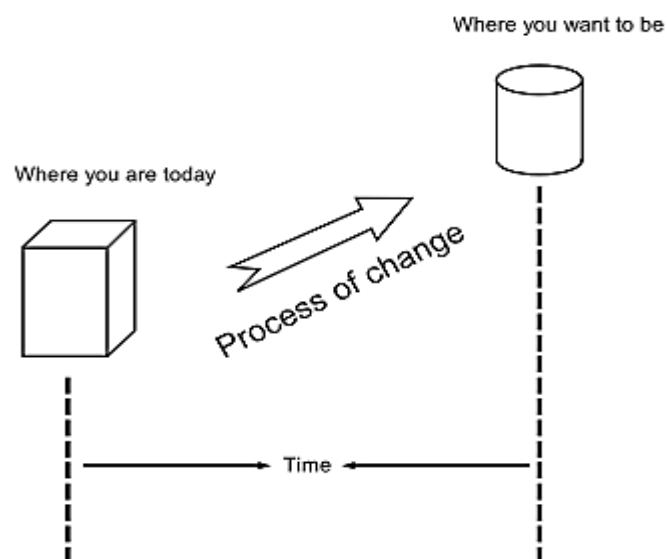 Where you want to be
Where you are today
Process of change
Time